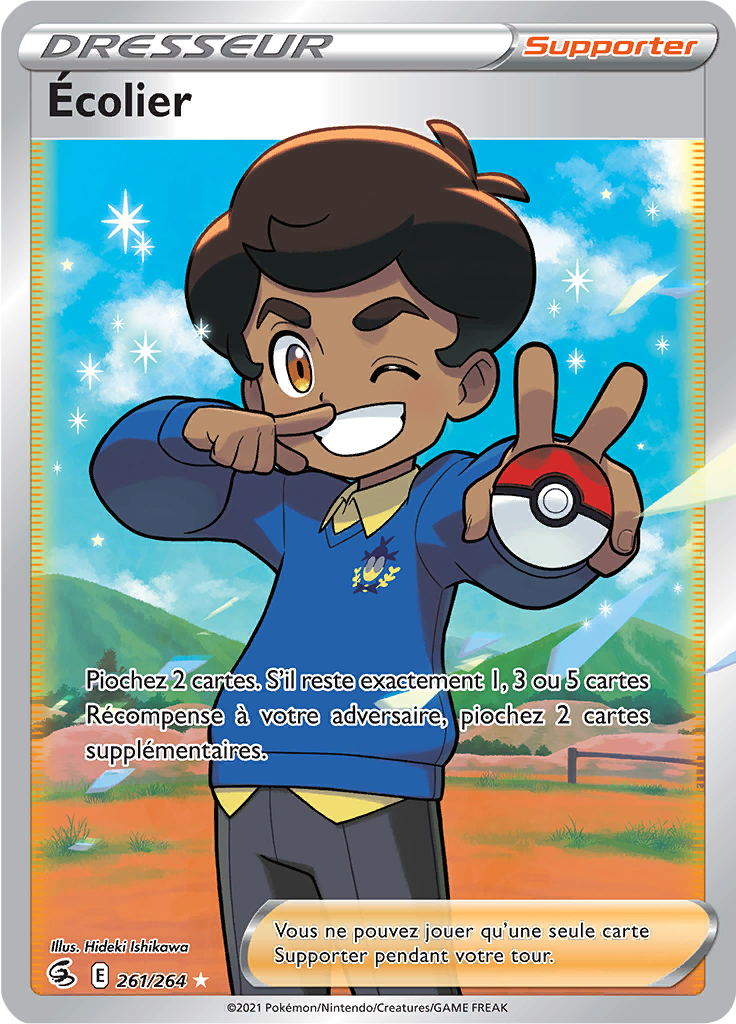 DRESSEUR
Supporter
Écolier
Piochez 2 cartes. S'il reste exactement 1, 3 ou 5 cartes
Récompense à votre adversaire, piochez 2 cartes
supplémentaires.
Vous ne pouvez jouer qu'une seule carte
Supporter pendant votre tour.
Illus. Hideki Ishikawa
E 261/264 ★
©2021 Pokémon/Nintendo/Creatures/GAME FREAK